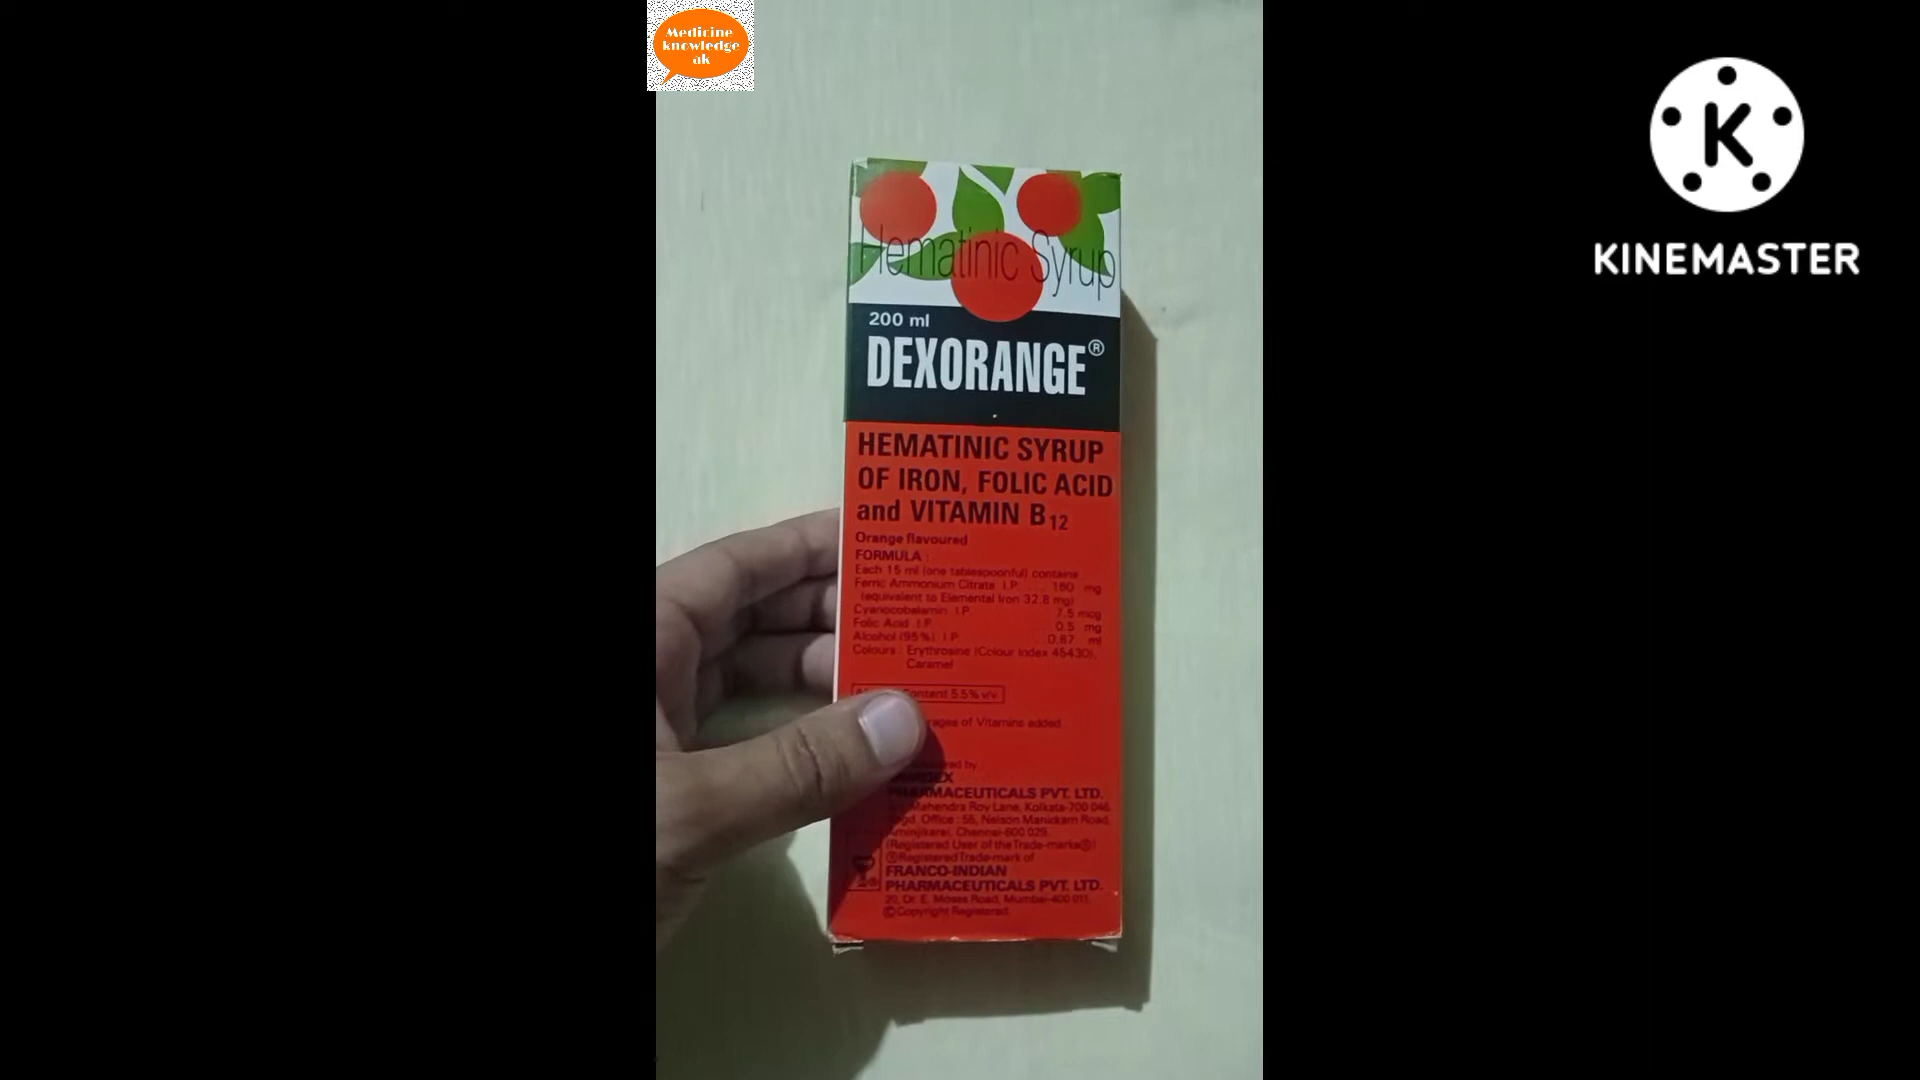 Medicine
knowledge
ak
K
KINEMASTER
Hematinic Syrup
200 ml
DEXORANGE®
HEMATINIC SYRUP
OF IRON, FOLIC ACID
and VITAMIN B12
Orange flavoured
FORMULA :
Each 15 ml (one tablespoonful) contains
Ferric Ammonium Citrate I.P. 160 mg
(equivalent to Elemental Iron 32.8 mg)
Cyanocobalamin I.P. 7.5 mcg
Folic Acid I.P. 0.5 mg
Alcohol (95%) I.P. 0.87 ml
Colours : Erythrosine (Colour Index 45430),
Caramel
Content 5.5% v/v
of Vitamins added
by
PHARMACEUTICALS PVT. LTD.
Mahendra Roy Lane, Kolkata-700 046
Office : 55, Nelson Manickam Road,
Aminjikarai, Chennai-600 029.
(Registered User of the Trade-marks®)
®Registered Trade-mark of
FRANCO-INDIAN
PHARMACEUTICALS PVT. LTD.
20, Dr. E. Moses Road, Mumbai-400 011.
©Copyright Registered